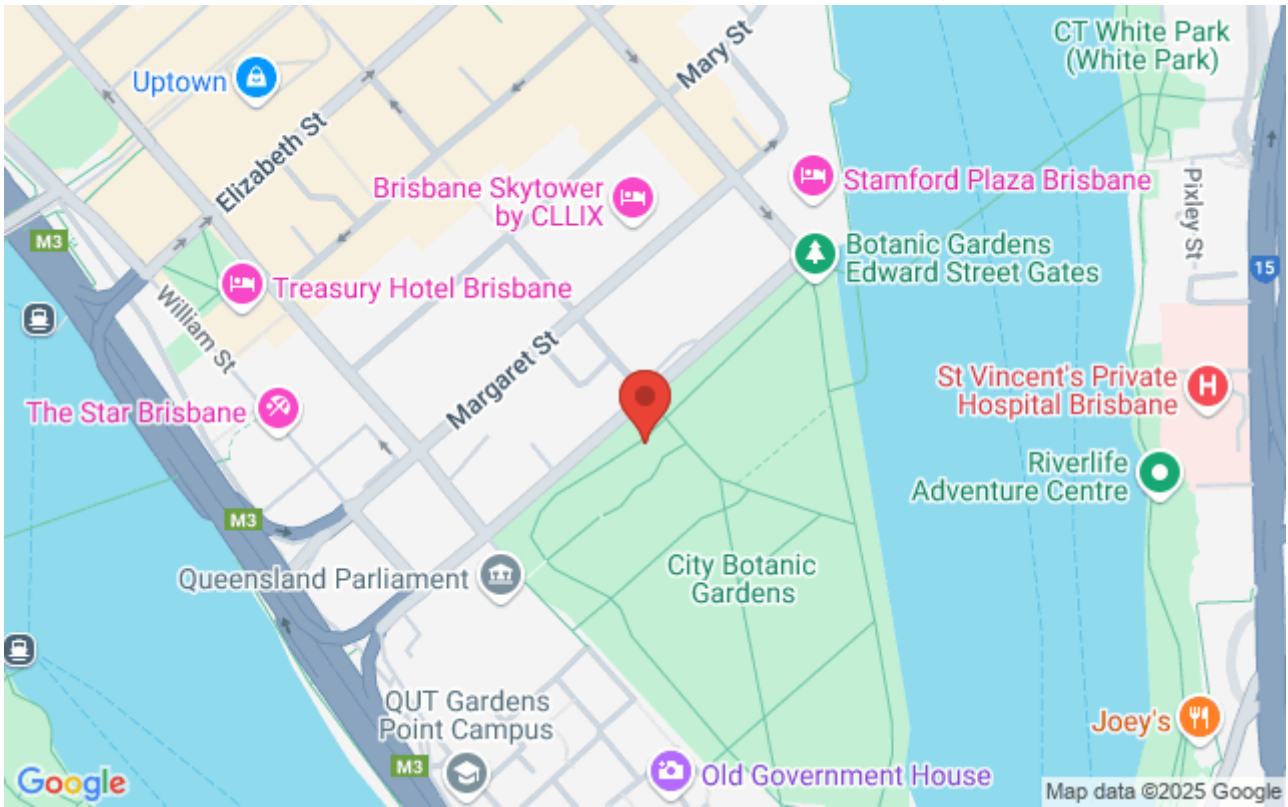 CT White Park
(White Park)
Mary St
Uptown
Elizabeth St
Brisbane Skytower
by CLLIX
Stamford Plaza Brisbane
Pixley St
M3
Botanic Gardens
Edward Street Gates
15
Treasury Hotel Brisbane
William St
Margaret St
St Vincent's Private
Hospital Brisbane
H
The Star Brisbane
Riverlife
Adventure Centre
M3
Queensland Parliament
City Botanic
Gardens
QUT Gardens
Point Campus
Joey's
M3
Old Government House
Google
Map data ©2025 Google